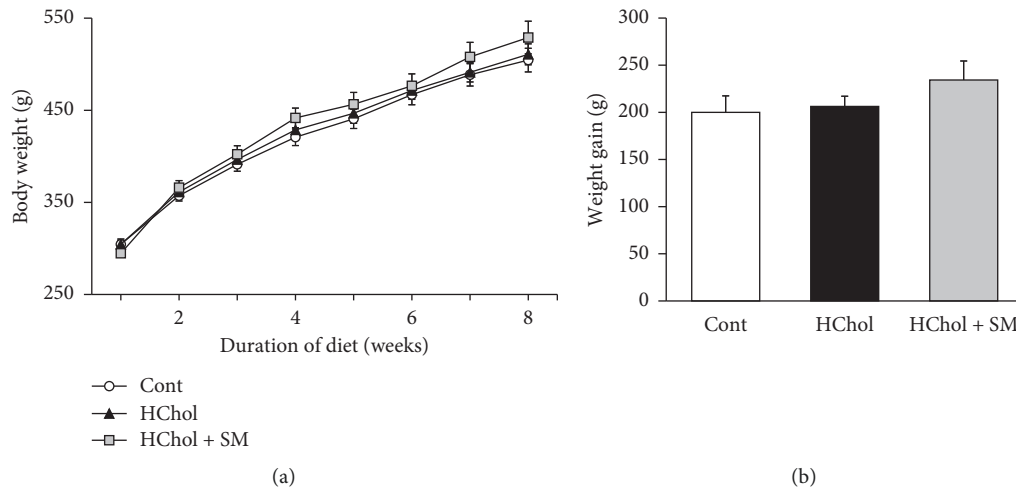 550
450
350
250
Body weight (g)
2 4 6 8
Duration of diet (weeks)
Cont
HChol
HChol + SM
(a)
300
250
200
150
100
50
0
Weight gain (g)
Cont HChol HChol + SM
(b)